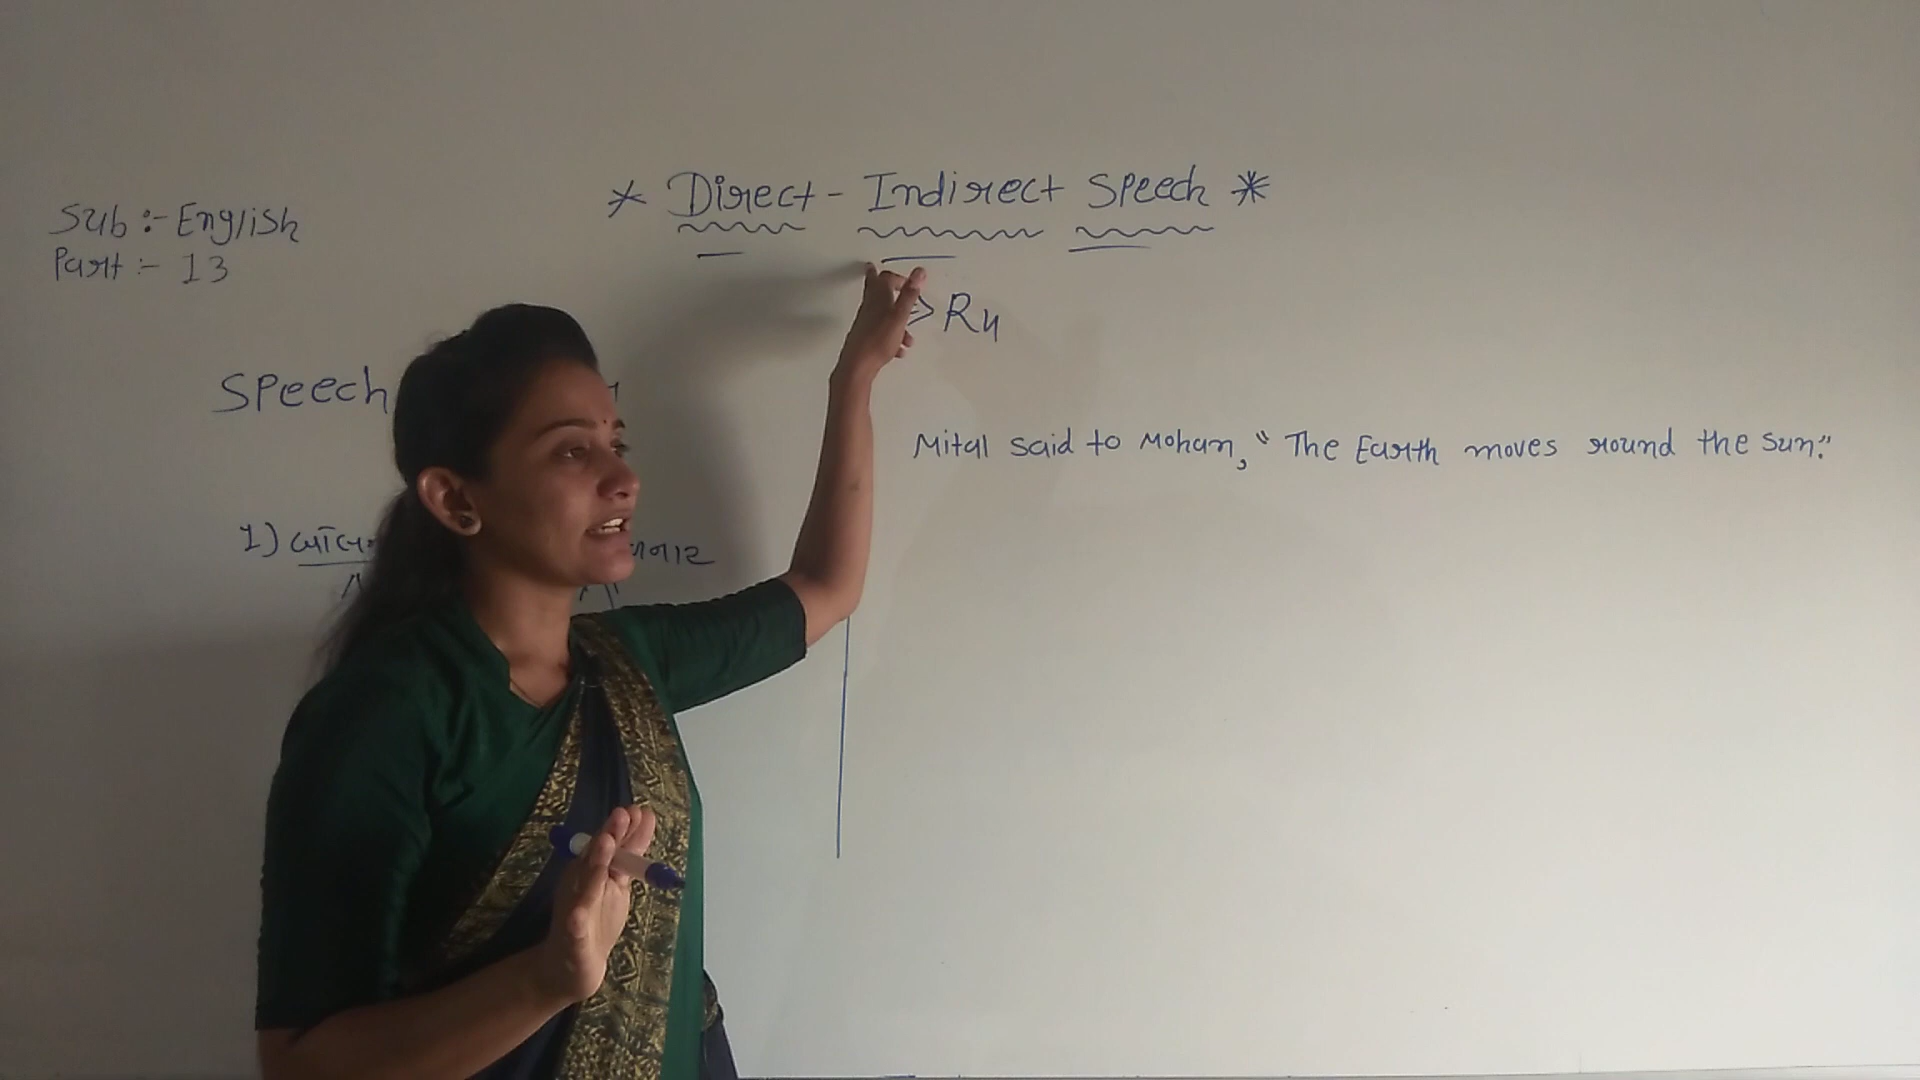 * Direct - Indirect Speech *
Sub :- English
Part :- 13
Ru
Speech
Mital said to Mohan, “ The Earth moves round the sun.”
1)